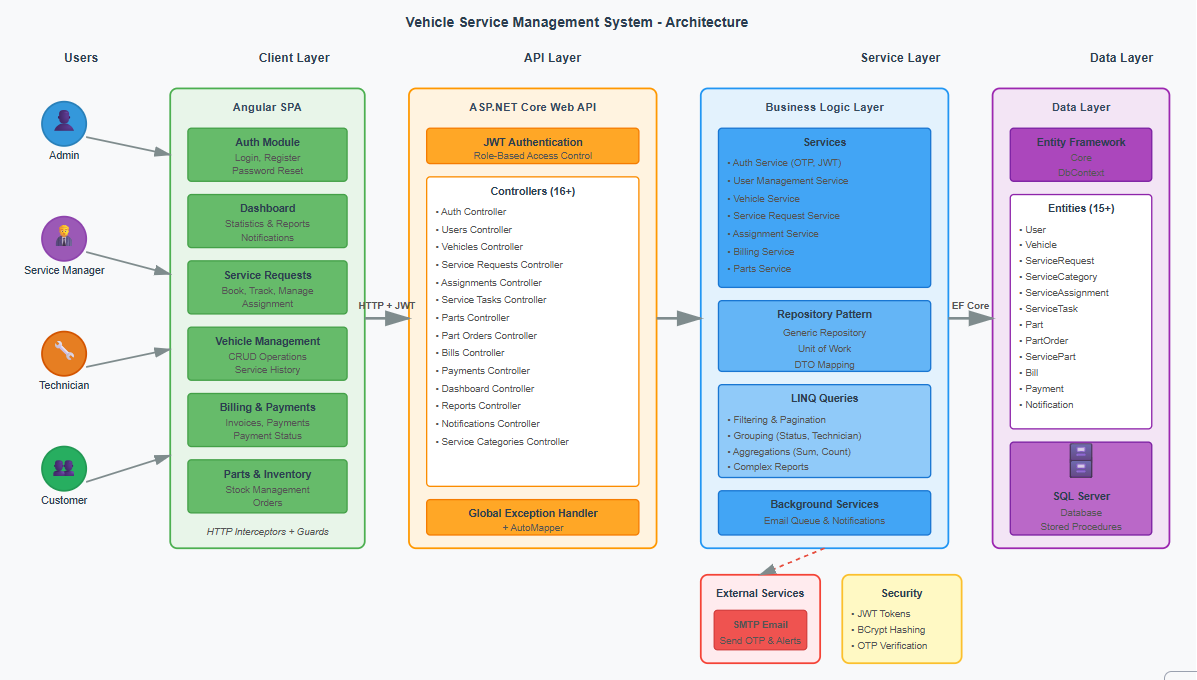 Vehicle Service Management System - Architecture
Users
Client Layer
API Layer
Service Layer
Data Layer
Admin
Service Manager
Technician
Customer
Angular SPA
Auth Module
Login, Register
Password Reset
Dashboard
Statistics & Reports
Notifications
Service Requests
Book, Track, Manage
Assignment
Vehicle Management
CRUD Operations
Service History
Billing & Payments
Invoices, Payments
Payment Status
Parts & Inventory
Stock Management
Orders
HTTP Interceptors + Guards
HTTP + JWT
ASP.NET Core Web API
JWT Authentication
Role-Based Access Control
Controllers (16+)
• Auth Controller
• Users Controller
• Vehicles Controller
• Service Requests Controller
• Assignments Controller
• Service Tasks Controller
• Parts Controller
• Part Orders Controller
• Bills Controller
• Payments Controller
• Dashboard Controller
• Reports Controller
• Notifications Controller
• Service Categories Controller
Global Exception Handler
+ AutoMapper
Business Logic Layer
Services
• Auth Service (OTP, JWT)
• User Management Service
• Vehicle Service
• Service Request Service
• Assignment Service
• Billing Service
• Parts Service
Repository Pattern
Generic Repository
Unit of Work
DTO Mapping
LINQ Queries
• Filtering & Pagination
• Grouping (Status, Technician)
• Aggregations (Sum, Count)
• Complex Reports
Background Services
Email Queue & Notifications
EF Core
Data Layer
Entity Framework
Core
DbContext
Entities (15+)
• User
• Vehicle
• ServiceRequest
• ServiceCategory
• ServiceAssignment
• ServiceTask
• Part
• PartOrder
• ServicePart
• Bill
• Payment
• Notification
SQL Server
Database
Stored Procedures
External Services
SMTP Email
Send OTP & Alerts
Security
• JWT Tokens
• BCrypt Hashing
• OTP Verification